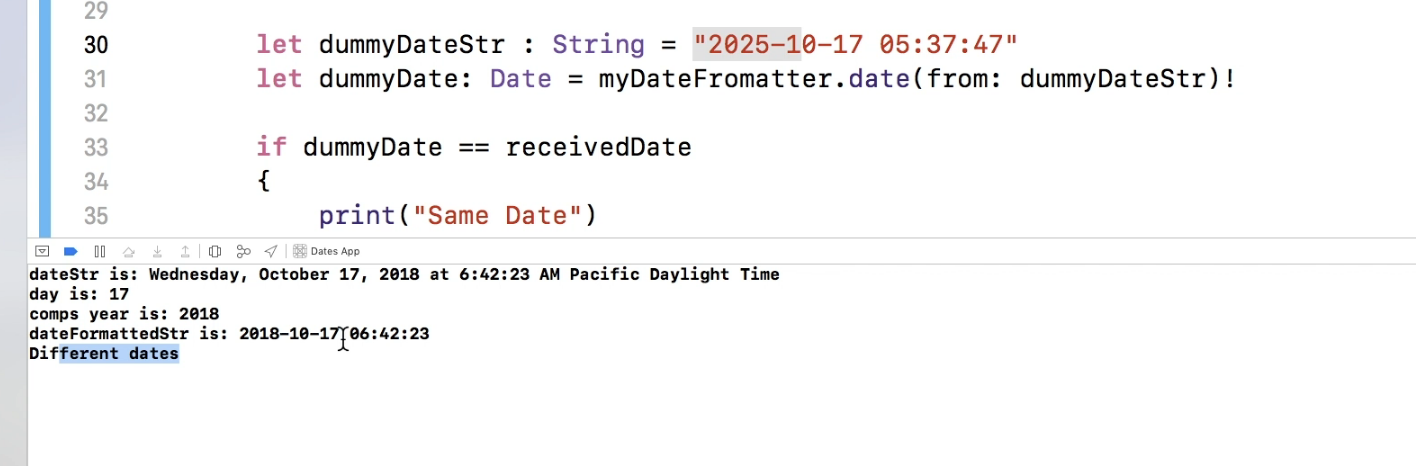 29
30 let dummyDateStr : String = "2025-10-17 05:37:47"
31 let dummyDate: Date = myDateFromatter.date(from: dummyDateStr)!
32
33 if dummyDate == receivedDate
34 {
35 print("Same Date")
Dates App
dateStr is: Wednesday, October 17, 2018 at 6:42:23 AM Pacific Daylight Time
day is: 17
comps year is: 2018
dateFormattedStr is: 2018-10-17 06:42:23
Different dates